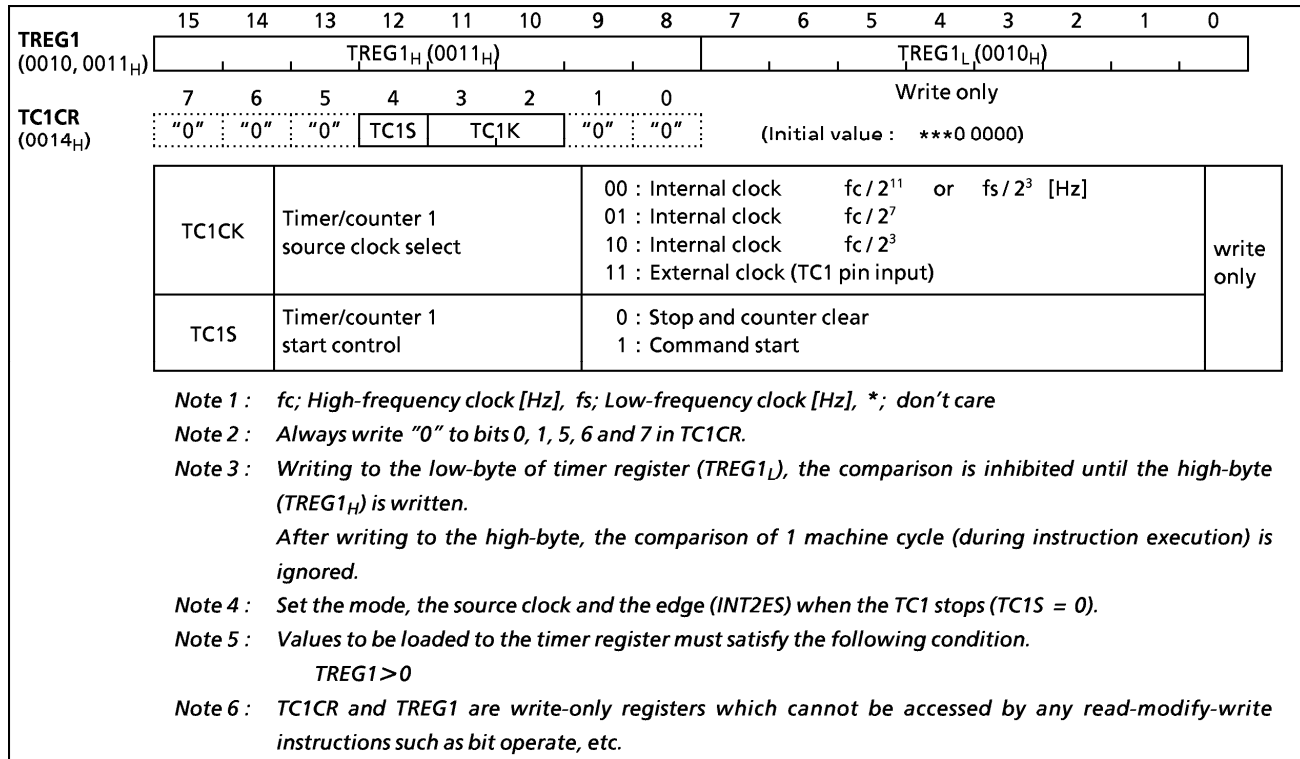 15 14 13 12 11 10 9 8 7 6 5 4 3 2 1 0
TREG1
(0010, 0011H)
TREG1H (0011H) TREG1L (0010H)
Write only
7 6 5 4 3 2 1 0
TC1CR
(0014H)
"0" "0" "0" TC1S TC1K "0" "0"
(Initial value : ***0 0000)
TC1CK
Timer/counter 1
source clock select
00 : Internal clock fc / 2¹¹ or fs / 2³ [Hz]
01 : Internal clock fc / 2⁷
10 : Internal clock fc / 2³
11 : External clock (TC1 pin input)
write
only
TC1S
Timer/counter 1
start control
0 : Stop and counter clear
1 : Command start
Note 1 : fc; High-frequency clock [Hz], fs; Low-frequency clock [Hz], *; don't care
Note 2 : Always write "0" to bits 0, 1, 5, 6 and 7 in TC1CR.
Note 3 : Writing to the low-byte of timer register (TREG1L), the comparison is inhibited until the high-byte
(TREG1H) is written.
After writing to the high-byte, the comparison of 1 machine cycle (during instruction execution) is
ignored.
Note 4 : Set the mode, the source clock and the edge (INT2ES) when the TC1 stops (TC1S = 0).
Note 5 : Values to be loaded to the timer register must satisfy the following condition.
TREG1>0
Note 6 : TC1CR and TREG1 are write-only registers which cannot be accessed by any read-modify-write
instructions such as bit operate, etc.